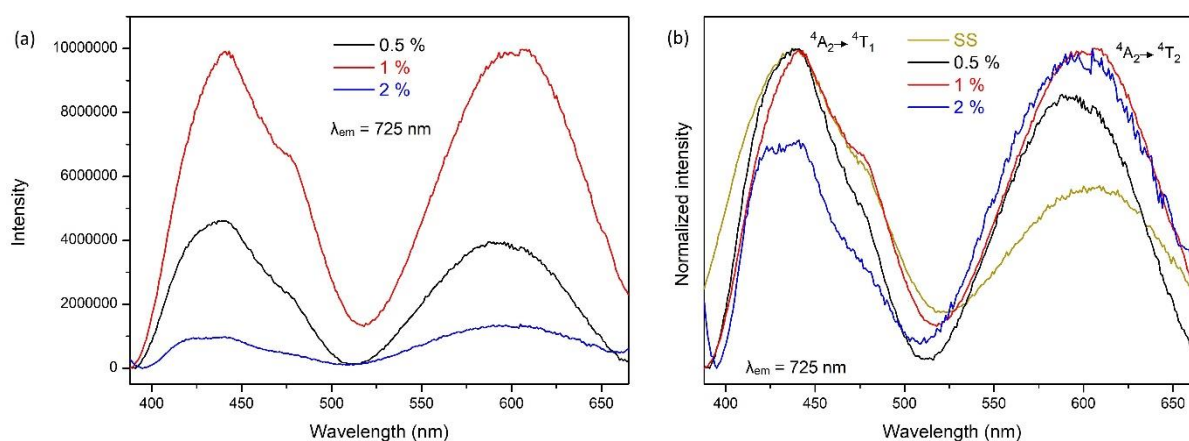 (a)
10000000
8000000
6000000
4000000
2000000
0
Intensity
0.5 %
1 %
2 %
λem = 725 nm
400 450 500 550 600 650
Wavelength (nm)
(b)
⁴A₂→ ⁴T₁
SS
0.5 %
1 %
2 %
⁴A₂→ ⁴T₂
Normalized intensity
λem = 725 nm
400 450 500 550 600 650
Wavelength (nm)